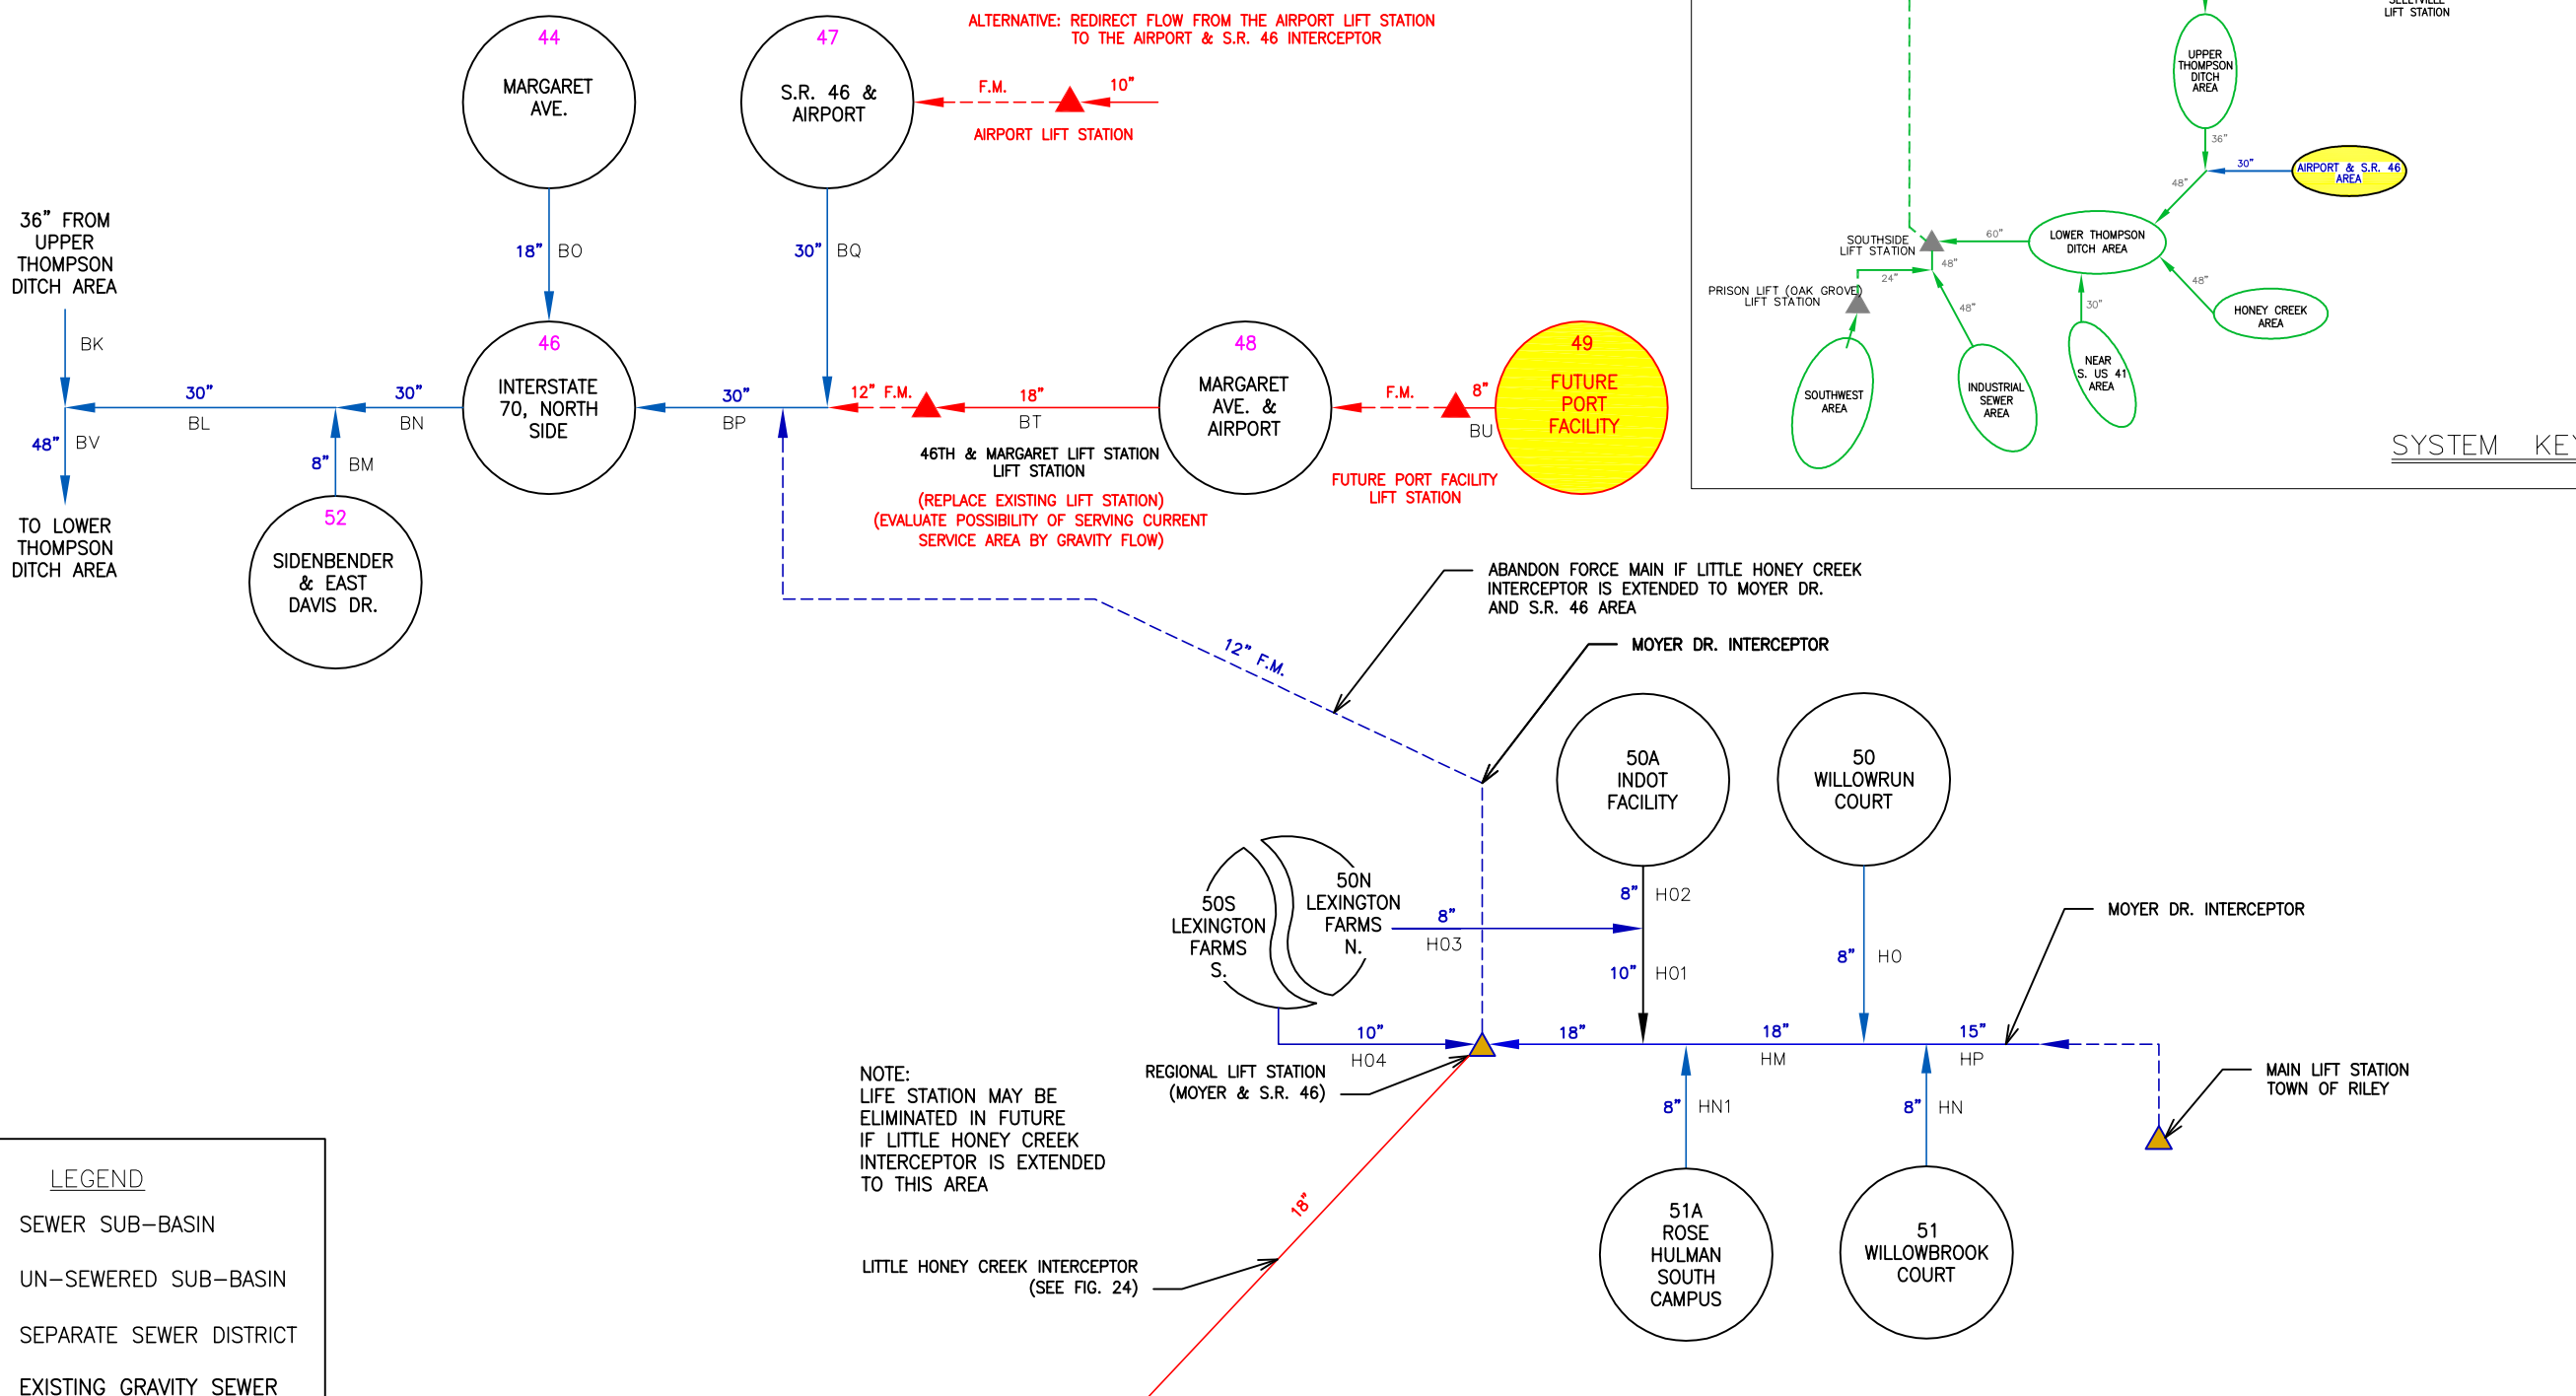 ALTERNATIVE: REDIRECT FLOW FROM THE AIRPORT LIFT STATION
TO THE AIRPORT & S.R. 46 INTERCEPTOR
44
MARGARET
AVE.
47
S.R. 46 &
AIRPORT
F.M.
10"
AIRPORT LIFT STATION
36" FROM
UPPER
THOMPSON
DITCH AREA
BK
18"
BO
30"
BQ
30"
BL
30"
BN
46
INTERSTATE
70, NORTH
SIDE
30"
BP
12" F.M.
18"
BT
48
MARGARET
AVE. &
AIRPORT
F.M.
8"
BU
49
FUTURE
PORT
FACILITY
48"
BV
8"
BM
46TH & MARGARET LIFT STATION
LIFT STATION
(REPLACE EXISTING LIFT STATION)
(EVALUATE POSSIBILITY OF SERVING CURRENT
SERVICE AREA BY GRAVITY FLOW)
FUTURE PORT FACILITY
LIFT STATION
TO LOWER
THOMPSON
DITCH AREA
52
SIDENBENDER
& EAST
DAVIS DR.
LIFT STATION
UPPER
THOMPSON
DITCH
AREA
36"
30"
AIRPORT & S.R. 46
AREA
48"
SOUTHSIDE
LIFT STATION
60"
LOWER THOMPSON
DITCH AREA
48"
24"
PRISON LIFT (OAK GROVE)
LIFT STATION
48"
30"
48"
HONEY CREEK
AREA
SOUTHWEST
AREA
INDUSTRIAL
SEWER
AREA
NEAR
S. US 41
AREA
SYSTEM KEY
ABANDON FORCE MAIN IF LITTLE HONEY CREEK
INTERCEPTOR IS EXTENDED TO MOYER DR.
AND S.R. 46 AREA
MOYER DR. INTERCEPTOR
12" F.M.
50A
INDOT
FACILITY
50
WILLOWRUN
COURT
50S
LEXINGTON
FARMS
S.
50N
LEXINGTON
FARMS
N.
8"
H03
8"
H02
10"
H01
8"
HO
MOYER DR. INTERCEPTOR
10"
H04
18"
18"
HM
15"
HP
REGIONAL LIFT STATION
(MOYER & S.R. 46)
MAIN LIFT STATION
TOWN OF RILEY
8"
HN1
8"
HN
NOTE:
LIFE STATION MAY BE
ELIMINATED IN FUTURE
IF LITTLE HONEY CREEK
INTERCEPTOR IS EXTENDED
TO THIS AREA
18"
LITTLE HONEY CREEK INTERCEPTOR
(SEE FIG. 24)
51A
ROSE
HULMAN
SOUTH
CAMPUS
51
WILLOWBROOK
COURT
LEGEND
SEWER SUB-BASIN
UN-SEWERED SUB-BASIN
SEPARATE SEWER DISTRICT
EXISTING GRAVITY SEWER